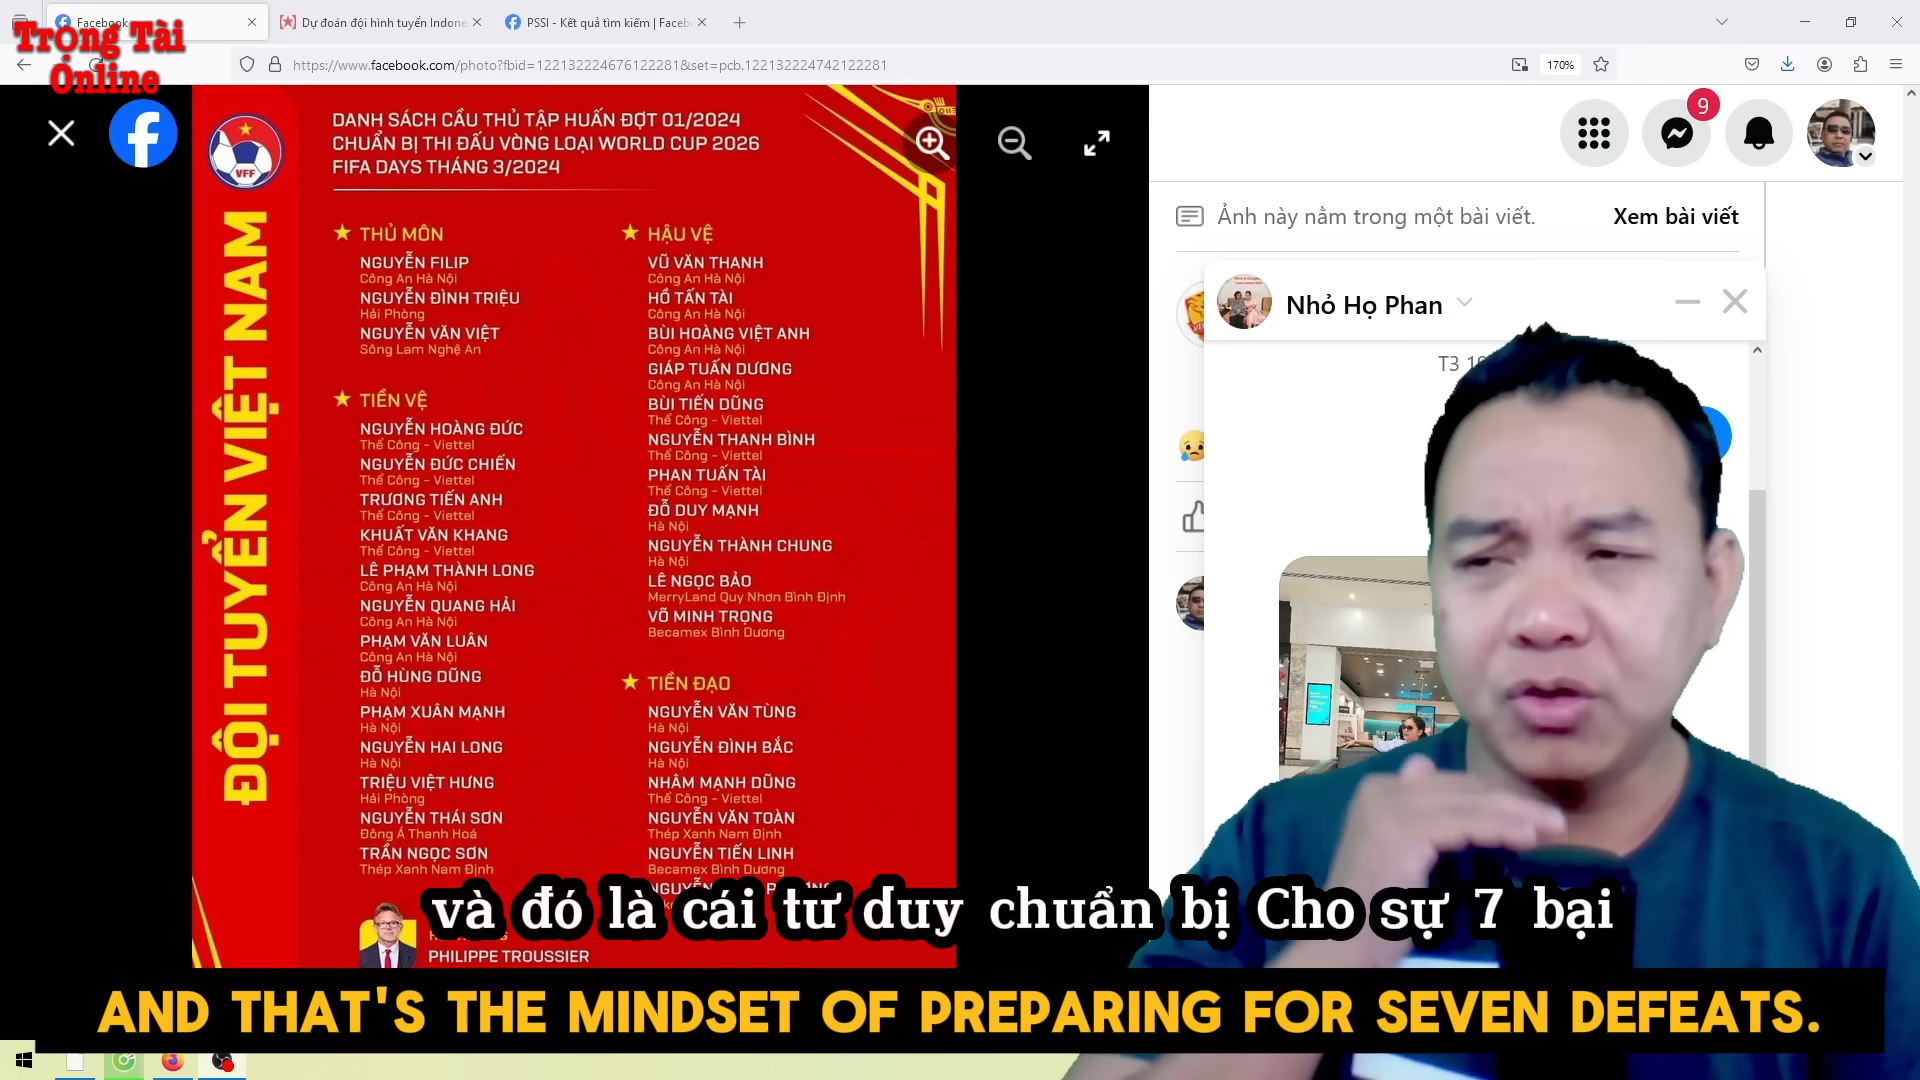 Facebook
Dự đoán đội hình tuyển Indone
PSSI - Kết quả tìm kiếm | Faceb
Trọng Tài
Online
https://www.facebook.com/photo?fbid=122132224676122281&set=pcb.122132224742122281
170%
DANH SÁCH CẦU THỦ TẬP HUẤN ĐỢT 01/2024
CHUẨN BỊ THI ĐẤU VÒNG LOẠI WORLD CUP 2026
FIFA DAYS THÁNG 3/2024
VFF
ĐỘI TUYỂN VIỆT NAM
THỦ MÔN
NGUYỄN FILIP
Công An Hà Nội
NGUYỄN ĐÌNH TRIỆU
Hải Phòng
NGUYỄN VĂN VIỆT
Sông Lam Nghệ An
TIỀN VỆ
NGUYỄN HOÀNG ĐỨC
Thể Công - Viettel
NGUYỄN ĐỨC CHIẾN
Thể Công - Viettel
TRƯƠNG TIẾN ANH
Thể Công - Viettel
KHUẤT VĂN KHANG
Thể Công - Viettel
LÊ PHẠM THÀNH LONG
Công An Hà Nội
NGUYỄN QUANG HẢI
Công An Hà Nội
PHẠM VĂN LUÂN
Công An Hà Nội
ĐỖ HÙNG DŨNG
Hà Nội
PHẠM XUÂN MẠNH
Hà Nội
NGUYỄN HAI LONG
Hà Nội
TRIỆU VIỆT HƯNG
Hải Phòng
NGUYỄN THÁI SƠN
Đông Á Thanh Hoá
TRẦN NGỌC SƠN
Thép Xanh Nam Định
HẬU VỆ
VŨ VĂN THANH
Công An Hà Nội
HỒ TẤN TÀI
Công An Hà Nội
BÙI HOÀNG VIỆT ANH
Công An Hà Nội
GIÁP TUẤN DƯƠNG
Công An Hà Nội
BÙI TIẾN DŨNG
Thể Công - Viettel
NGUYỄN THANH BÌNH
Thể Công - Viettel
PHAN TUẤN TÀI
Thể Công - Viettel
ĐỖ DUY MẠNH
Hà Nội
NGUYỄN THÀNH CHUNG
Hà Nội
LÊ NGỌC BẢO
MerryLand Quy Nhơn Bình Định
VÕ MINH TRỌNG
Becamex Bình Dương
TIỀN ĐẠO
NGUYỄN VĂN TÙNG
Hà Nội
NGUYỄN ĐÌNH BẮC
Hà Nội
NHÂM MẠNH DŨNG
Thể Công - Viettel
NGUYỄN VĂN TOÀN
Thép Xanh Nam Định
NGUYỄN TIẾN LINH
Becamex Bình Dương
PHILIPPE TROUSSIER
9
Ảnh này nằm trong một bài viết.
Xem bài viết
Nhỏ Họ Phan
T3
và đó là cái tư duy chuẩn bị Cho sự 7 bại
AND THAT'S THE MINDSET OF PREPARING FOR SEVEN DEFEATS.